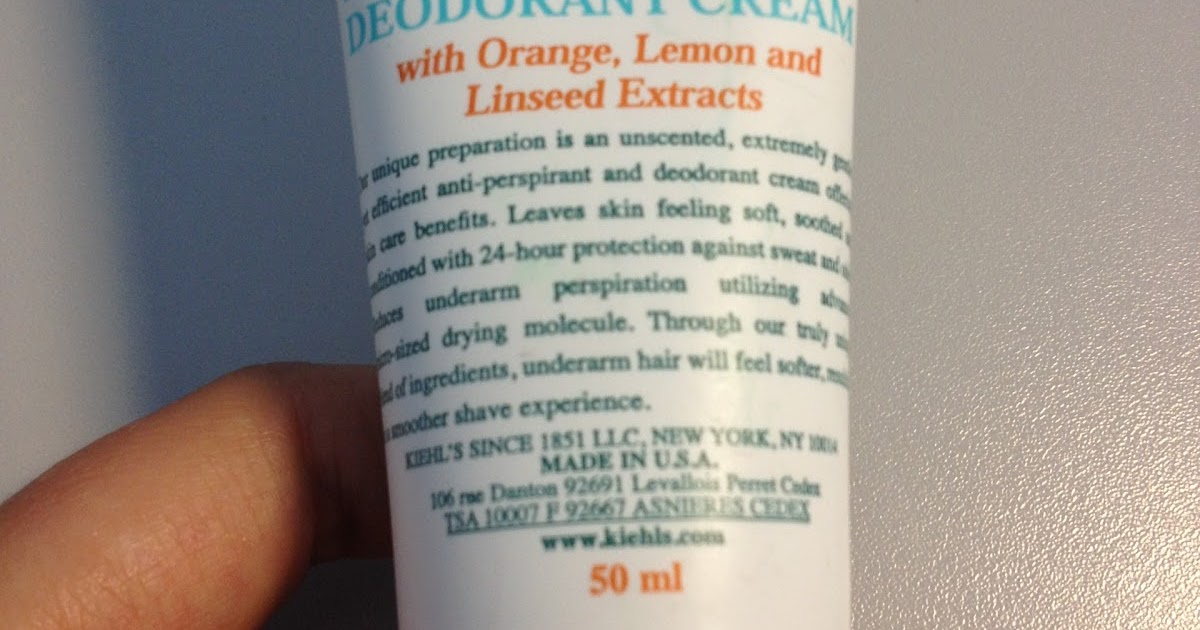 DEODORANT CREAM
with Orange, Lemon and
Linseed Extracts
unique preparation is an unscented, extremely
efficient anti-perspirant and deodorant cream
care benefits. Leaves skin feeling soft, soothed
with 24-hour protection against sweat and
underarm perspiration utilizing
drying molecule. Through our truly
of ingredients, underarm hair will feel softer,
smoother shave experience.
KIEHL'S SINCE 1851 LLC, NEW YORK, NY 10014
MADE IN U.S.A.
106 rue Danton 92691 Levallois Perret Cedex
TSA 10007 F 92667 ASNIERES CEDEX
www.kiehls.com
50 ml